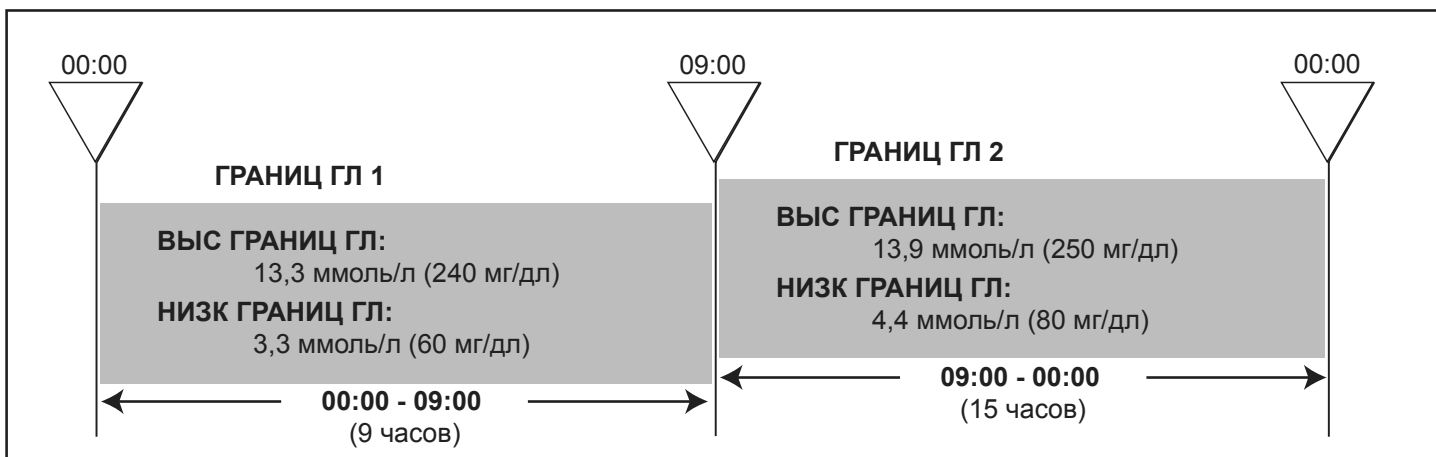 00:00
09:00
00:00
ГРАНИЦ ГЛ 1
ВЫС ГРАНИЦ ГЛ:
13,3 ммоль/л (240 мг/дл)
НИЗК ГРАНИЦ ГЛ:
3,3 ммоль/л (60 мг/дл)
00:00 - 09:00
(9 часов)
ГРАНИЦ ГЛ 2
ВЫС ГРАНИЦ ГЛ:
13,9 ммоль/л (250 мг/дл)
НИЗК ГРАНИЦ ГЛ:
4,4 ммоль/л (80 мг/дл)
09:00 - 00:00
(15 часов)